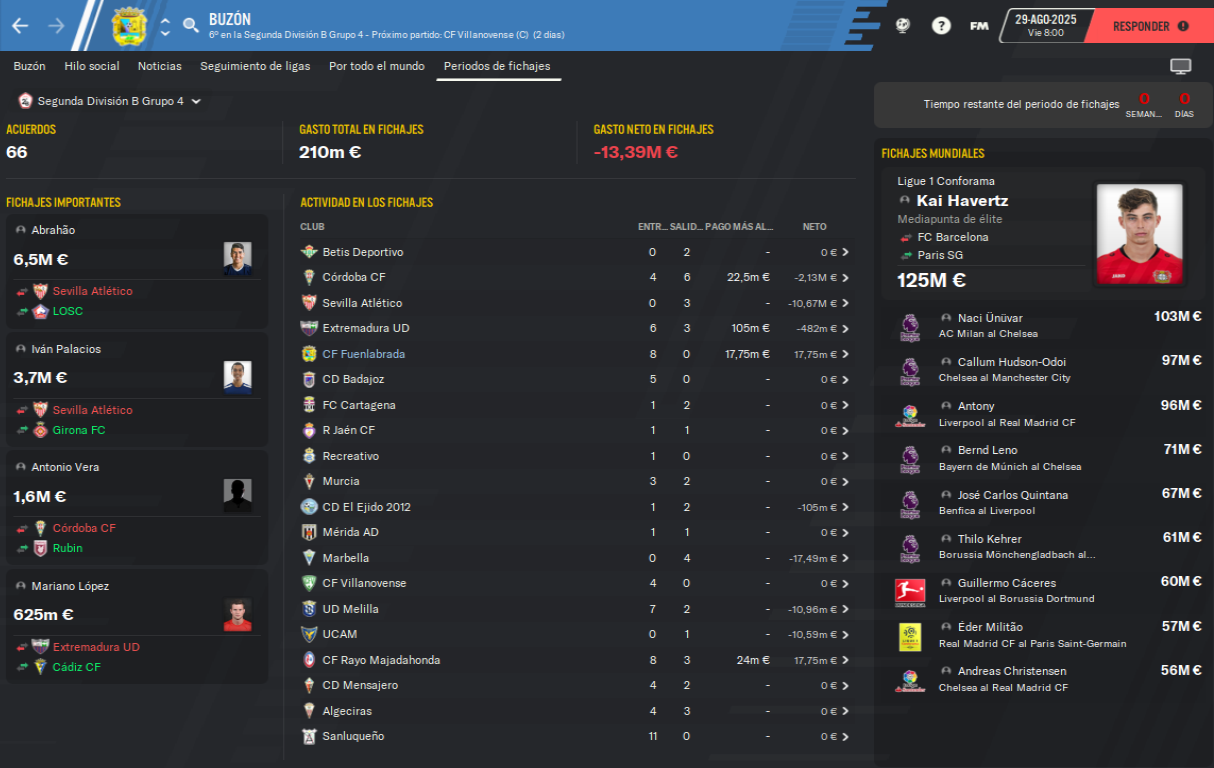 BUZÓN
6º en la Segunda División B Grupo 4 - Próximo partido: CF Villanovense (C) (2 días)
?
FM
29-AGO-2025
Vie 8:00
RESPONDER
Buzón Hilo social Noticias Seguimiento de ligas Por todo el mundo Periodos de fichajes
Segunda División B Grupo 4
Tiempo restante del periodo de fichajes
0 SEMAN...
0 DÍAS
ACUERDOS
66
GASTO TOTAL EN FICHAJES
210m €
GASTO NETO EN FICHAJES
-13,39M €
FICHAJES IMPORTANTES
Abrahão
6,5M €
Sevilla Atlético
LOSC
Iván Palacios
3,7M €
Sevilla Atlético
Girona FC
Antonio Vera
1,6M €
Córdoba CF
Rubin
Mariano López
625m €
Extremadura UD
Cádiz CF
ACTIVIDAD EN LOS FICHAJES
CLUB ENTR... SALID... PAGO MÁS AL... NETO
Betis Deportivo 0 2 - 0 €
Córdoba CF 4 6 22,5m € -2,13M €
Sevilla Atlético 0 3 - -10,67M €
Extremadura UD 6 3 105m € -482m €
CF Fuenlabrada 8 0 17,75m € 17,75m €
CD Badajoz 5 0 - 0 €
FC Cartagena 1 2 - 0 €
R Jaén CF 1 1 - 0 €
Recreativo 1 0 - 0 €
Murcia 3 2 - 0 €
CD El Ejido 2012 1 2 - -105m €
Mérida AD 1 1 - 0 €
Marbella 0 4 - -17,49m €
CF Villanovense 4 0 - 0 €
UD Melilla 7 2 - -10,96m €
UCAM 0 1 - -10,59m €
CF Rayo Majadahonda 8 3 24m € 17,75m €
CD Mensajero 4 2 - 0 €
Algeciras 4 3 - 0 €
Sanluqueño 11 0 - 0 €
FICHAJES MUNDIALES
Ligue 1 Conforama
Kai Havertz
Mediapunta de élite
FC Barcelona
Paris SG
125M €
Naci Ünüvar 103M €
AC Milan al Chelsea
Callum Hudson-Odoi 97M €
Chelsea al Manchester City
Antony 96M €
Liverpool al Real Madrid CF
Bernd Leno 71M €
Bayern de Múnich al Chelsea
José Carlos Quintana 67M €
Benfica al Liverpool
Thilo Kehrer 61M €
Borussia Mönchengladbach al...
Guillermo Cáceres 60M €
Liverpool al Borussia Dortmund
Éder Militão 57M €
Real Madrid CF al Paris Saint-Germain
Andreas Christensen 56M €
Chelsea al Real Madrid CF